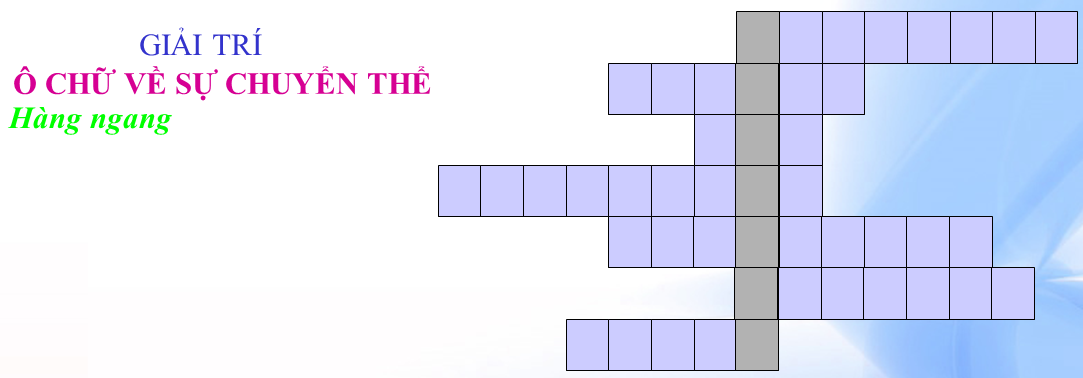 GIẢI TRÍ
Ô CHỮ VỀ SỰ CHUYỂN THỂ
Hàng ngang